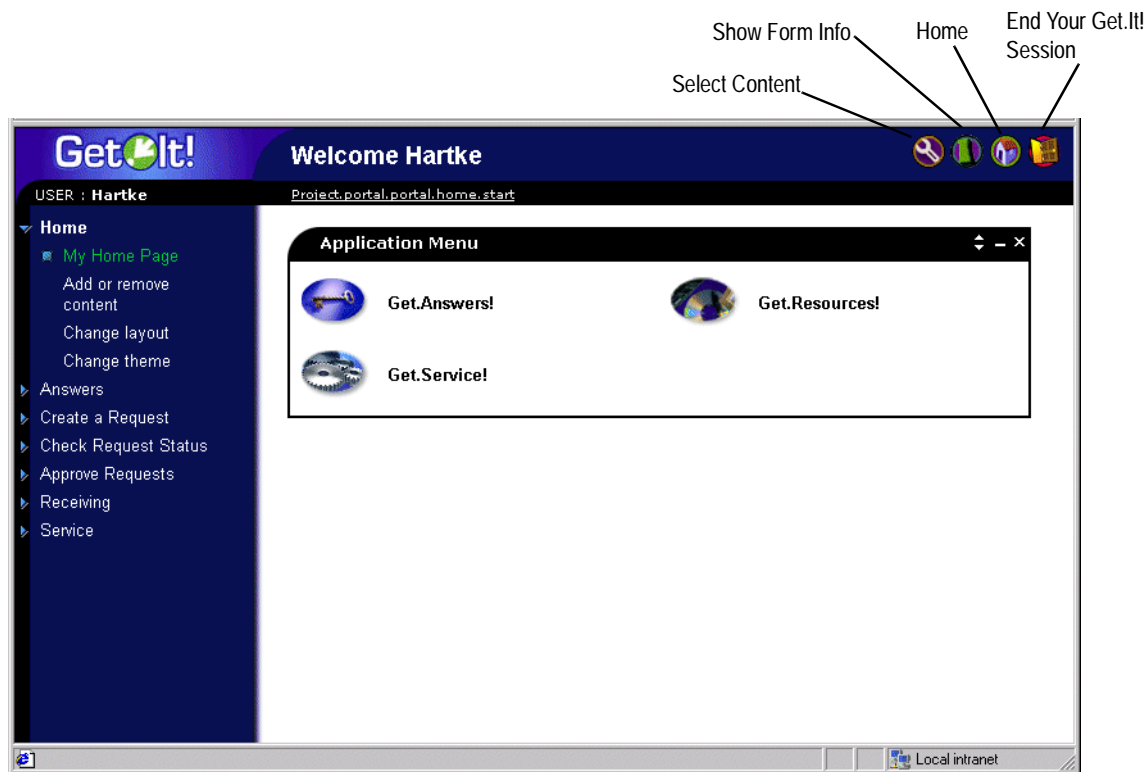 Show Form Info
Home
End Your Get.It!
Session
Select Content
Get It!
Welcome Hartke
USER : Hartke
Project.portal.portal.home.start
Home
My Home Page
Add or remove
content
Change layout
Change theme
Answers
Create a Request
Check Request Status
Approve Requests
Receiving
Service
Application Menu
Get.Answers!
Get.Resources!
Get.Service!
Local intranet